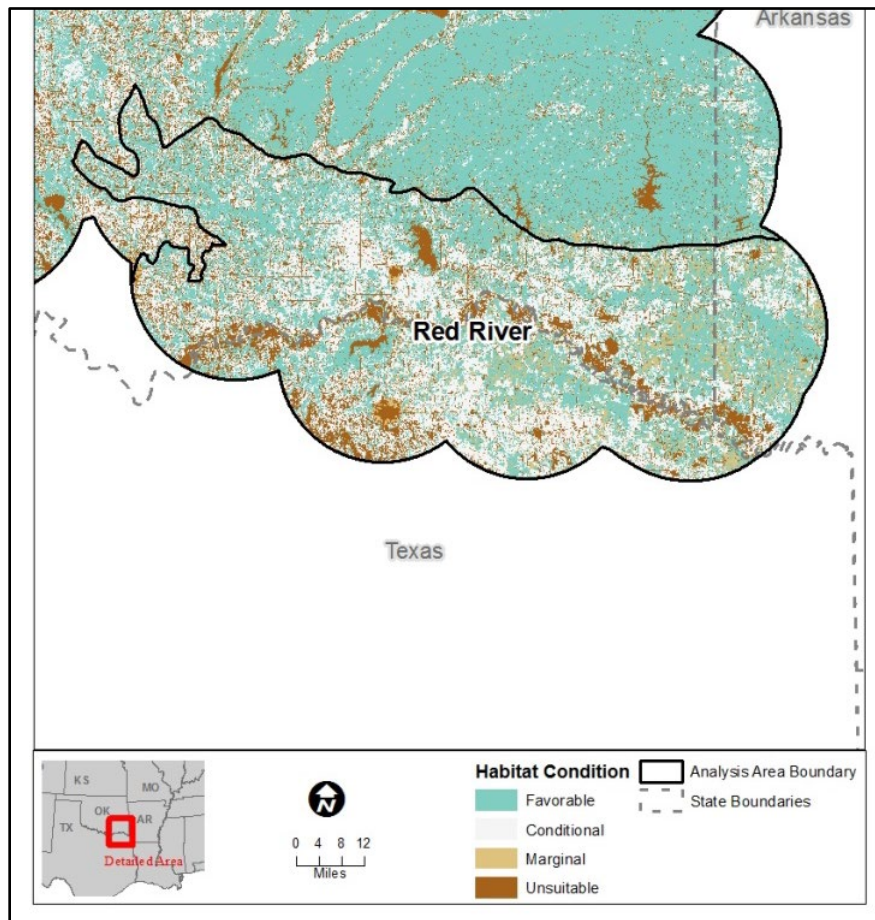 Arkansas
Red River
Texas
KS
MO
OK
AR
TX
Detailed Area
N
0 4 8 12
Miles
Habitat Condition
Favorable
Conditional
Marginal
Unsuitable
Analysis Area Boundary
State Boundaries